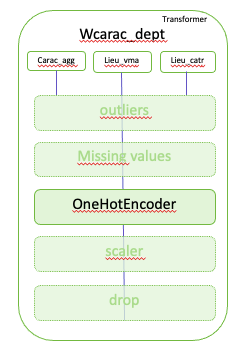 Transformer
Wcarac_dept
Carac_agg Lieu_vma Lieu_catr
outliers
Missing values
OneHotEncoder
scaler
drop